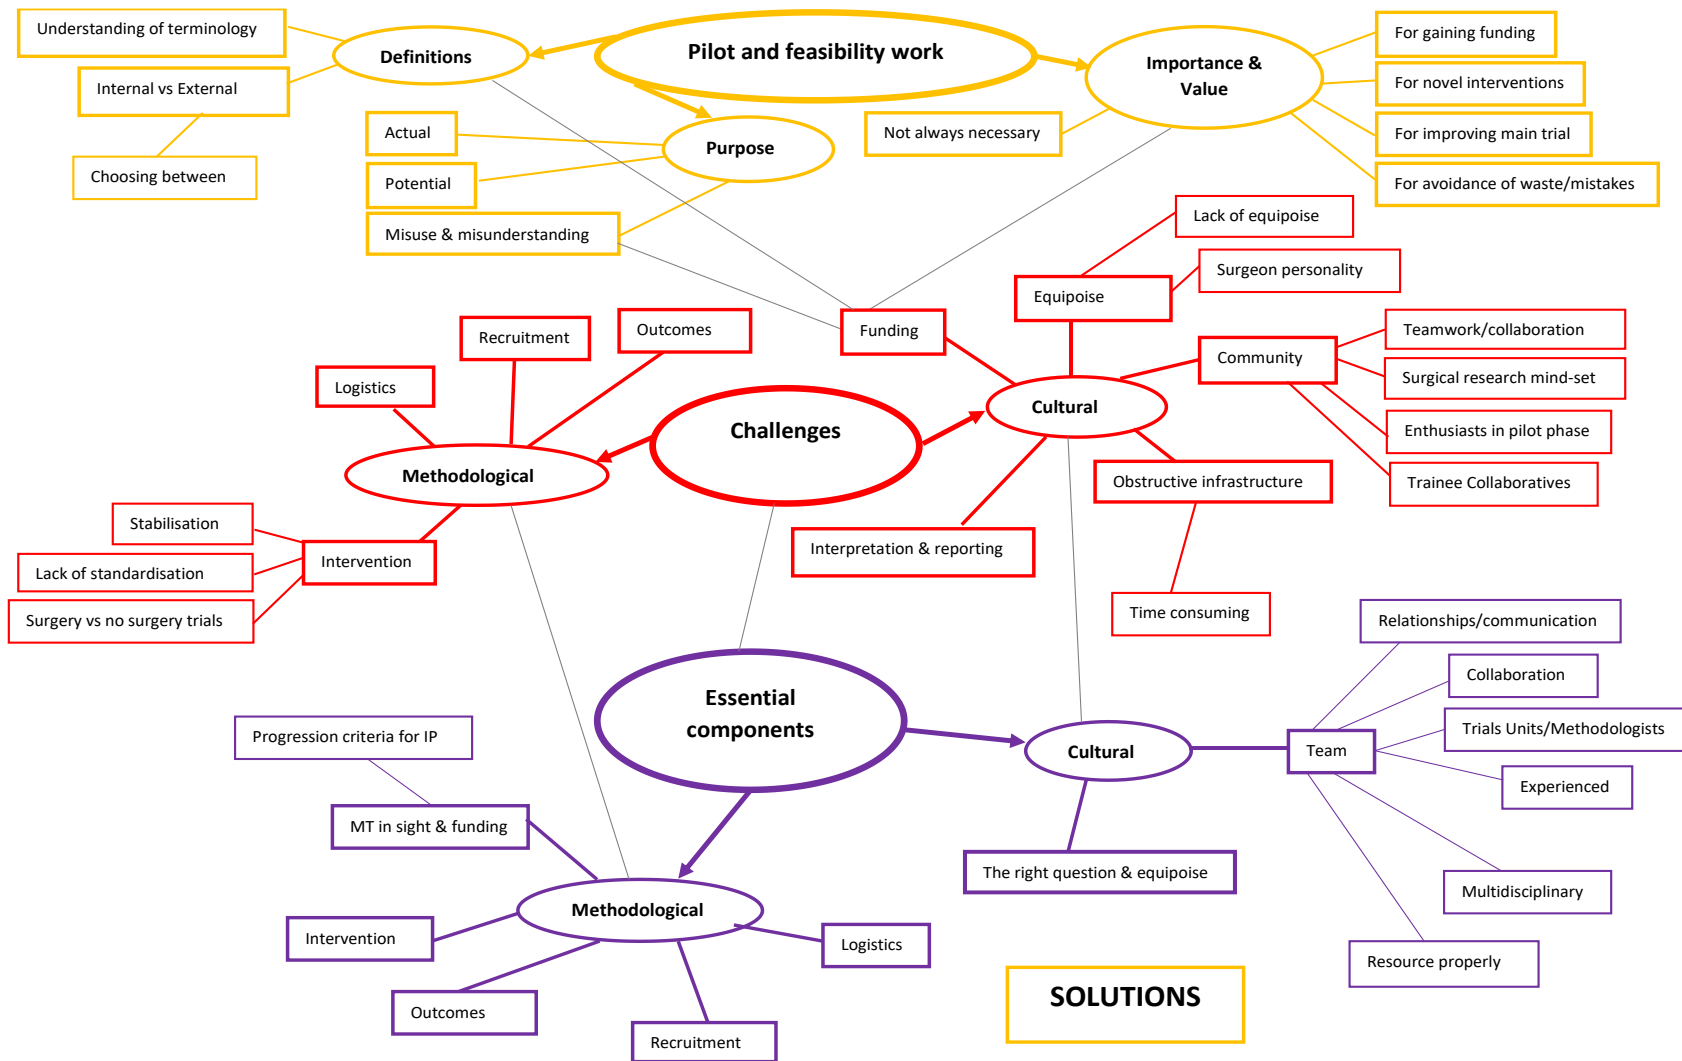 Understanding of terminology
Definitions
Pilot and feasibility work
Importance &
Value
For gaining funding
Internal vs External
For novel interventions
Actual
Purpose
Not always necessary
For improving main trial
Choosing between
Potential
For avoidance of waste/mistakes
Misuse & misunderstanding
Lack of equipoise
Surgeon personality
Equipoise
Recruitment
Outcomes
Funding
Teamwork/collaboration
Community
Logistics
Surgical research mind-set
Challenges
Cultural
Enthusiasts in pilot phase
Methodological
Obstructive infrastructure
Trainee Collaboratives
Stabilisation
Interpretation & reporting
Intervention
Lack of standardisation
Surgery vs no surgery trials
Time consuming
Relationships/communication
Essential
components
Collaboration
Progression criteria for IP
Cultural
Team
Trials Units/Methodologists
Experienced
MT in sight & funding
The right question & equipoise
Multidisciplinary
Methodological
Intervention
Logistics
Resource properly
Outcomes
SOLUTIONS
Recruitment